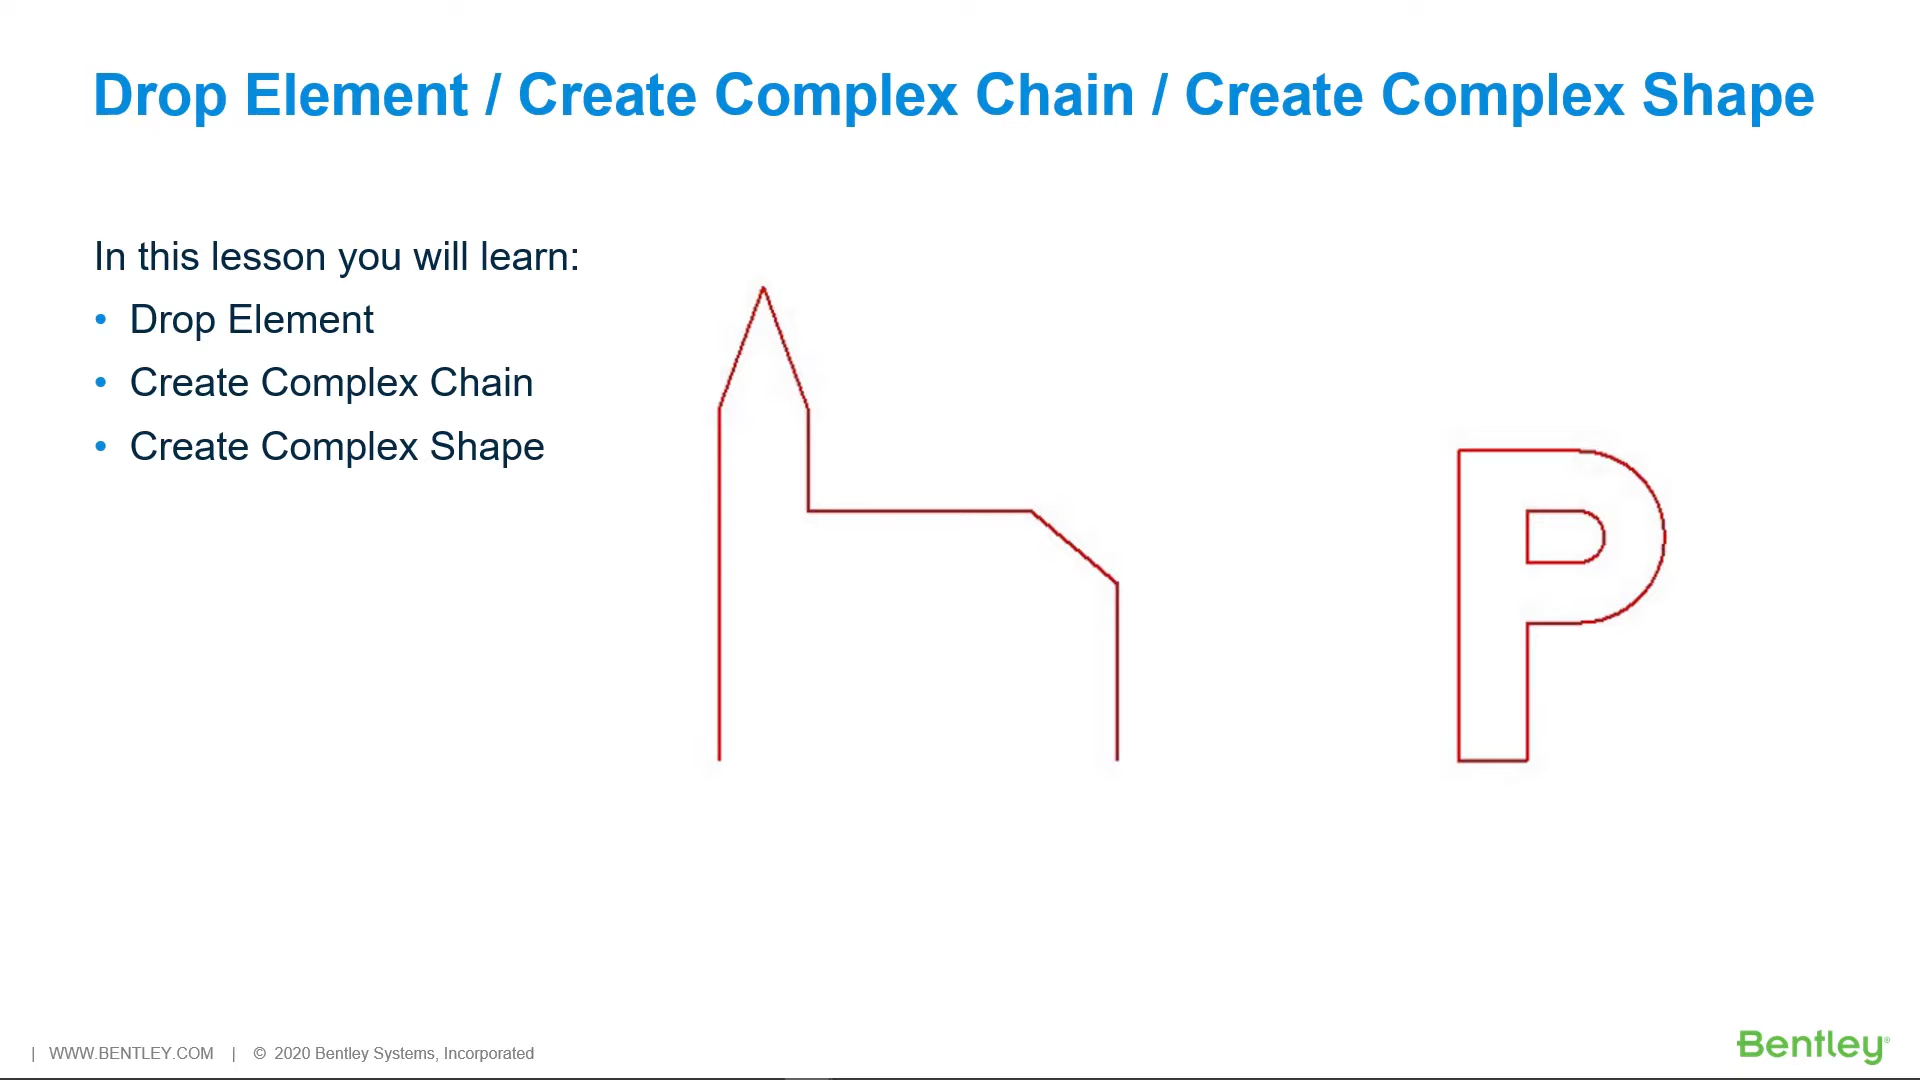 Drop Element / Create Complex Chain / Create Complex Shape
In this lesson you will learn:
• Drop Element
• Create Complex Chain
• Create Complex Shape
P
| WWW.BENTLEY.COM | © 2020 Bentley Systems, Incorporated
Bentley®